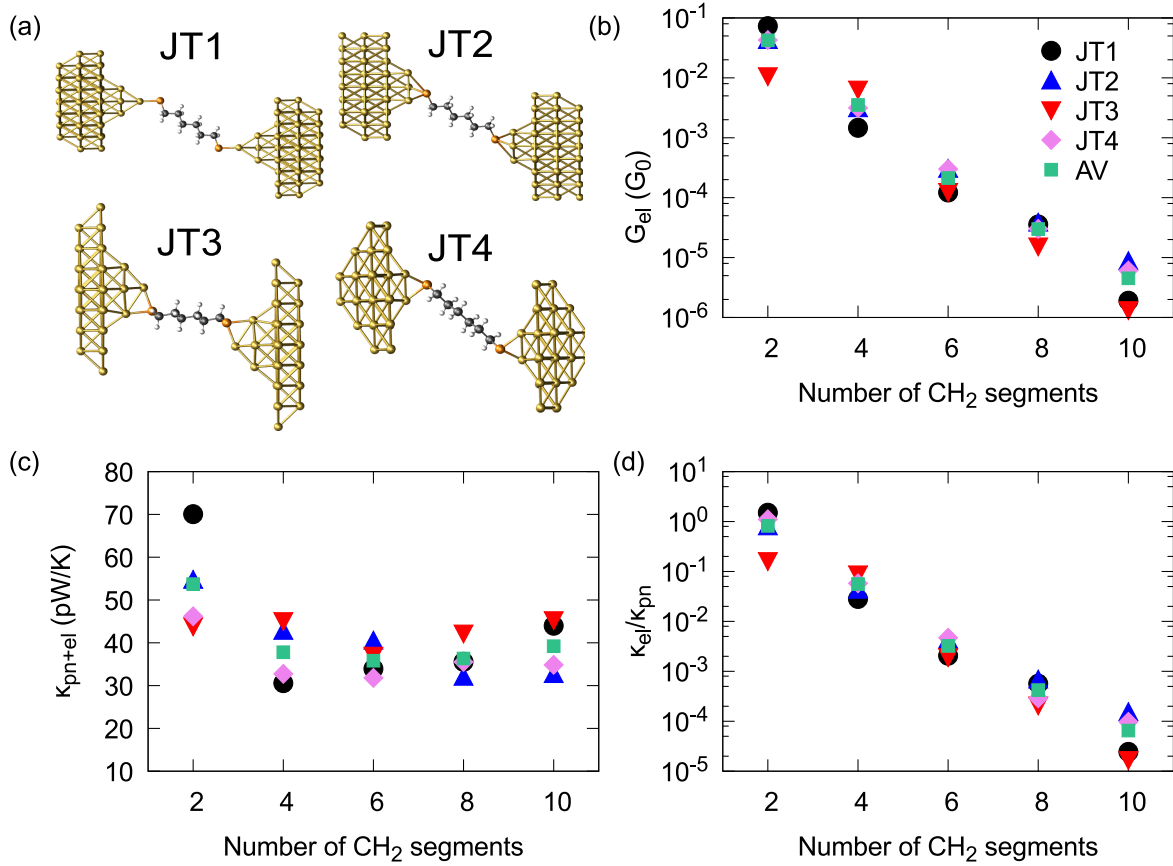 (a)
JT1
JT2
JT3
JT4
(b)
10^-1
10^-2
10^-3
10^-4
10^-5
10^-6
G_el (G_0)
2 4 6 8 10
Number of CH_2 segments
JT1
JT2
JT3
JT4
AV
(c)
80
70
60
50
40
30
20
10
κ_pn+el (pW/K)
2 4 6 8 10
Number of CH_2 segments
(d)
10^1
10^0
10^-1
10^-2
10^-3
10^-4
10^-5
κ_el/κ_pn
2 4 6 8 10
Number of CH_2 segments